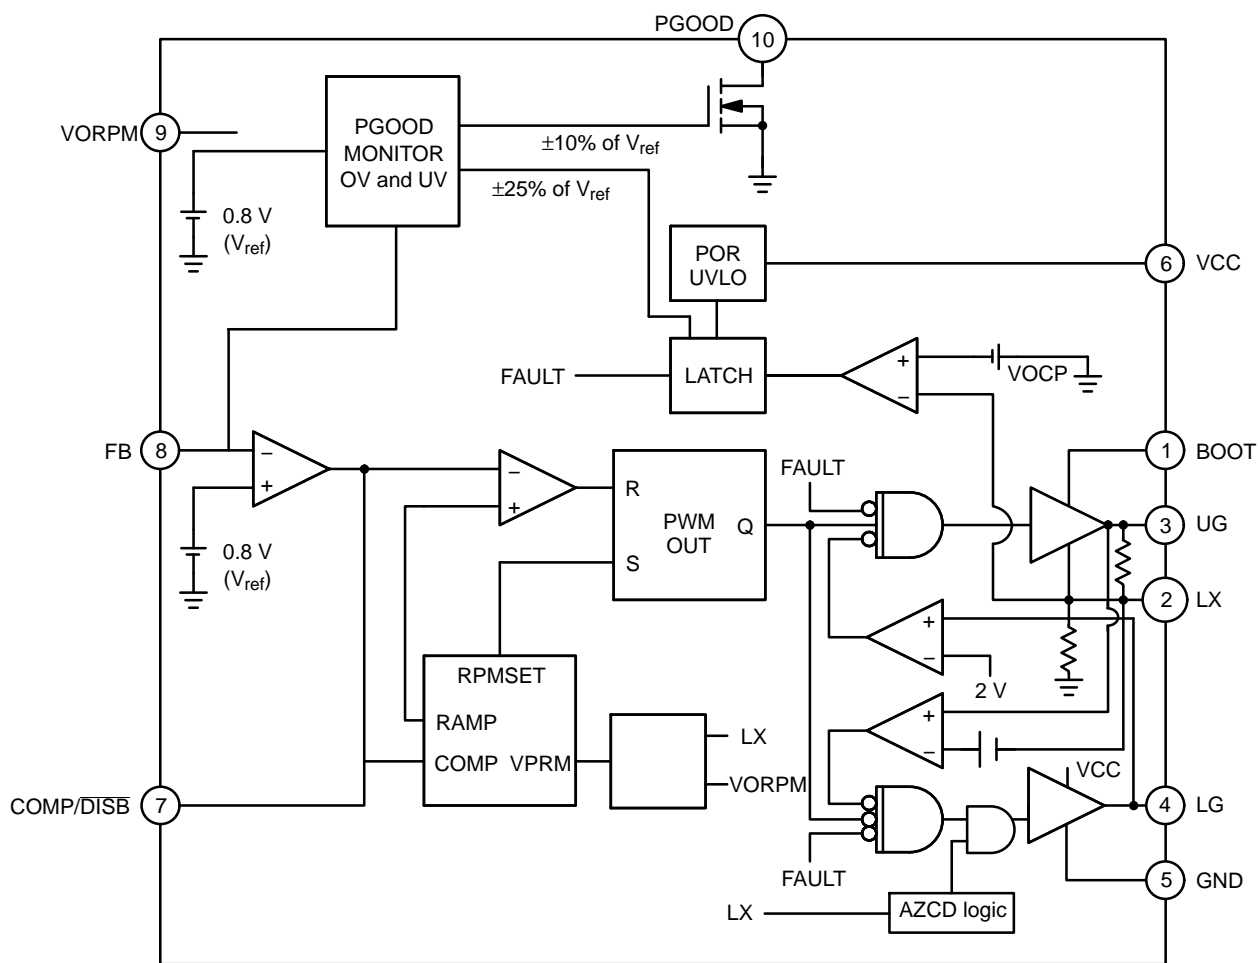 PGOOD
10
VORPM
9
PGOOD
MONITOR
OV and UV
±10% of Vref
±25% of Vref
0.8 V
(Vref)
POR
UVLO
6
VCC
FAULT
LATCH
+
−
VOCP
FB
8
−
+
0.8 V
(Vref)
−
+
R
S
PWM
OUT
Q
FAULT
1
BOOT
3
UG
2
LX
+
−
2 V
RPMSET
RAMP
COMP
VPRM
LX
VORPM
+
−
VCC
COMP/DISB
7
4
LG
FAULT
5
GND
LX
AZCD logic